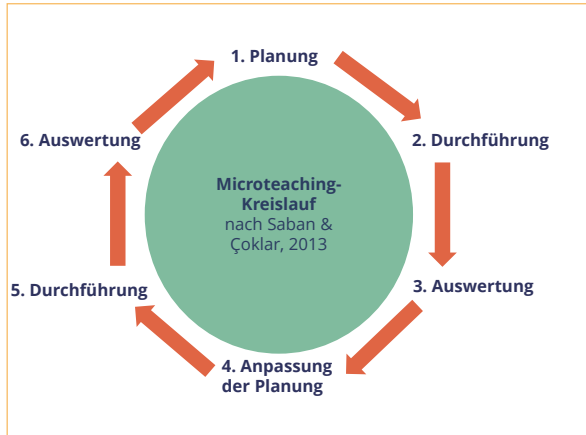 1. Planung
2. Durchführung
3. Auswertung
4. Anpassung
der Planung
5. Durchführung
6. Auswertung
Microteaching-
Kreislauf
nach Saban &
Çoklar, 2013